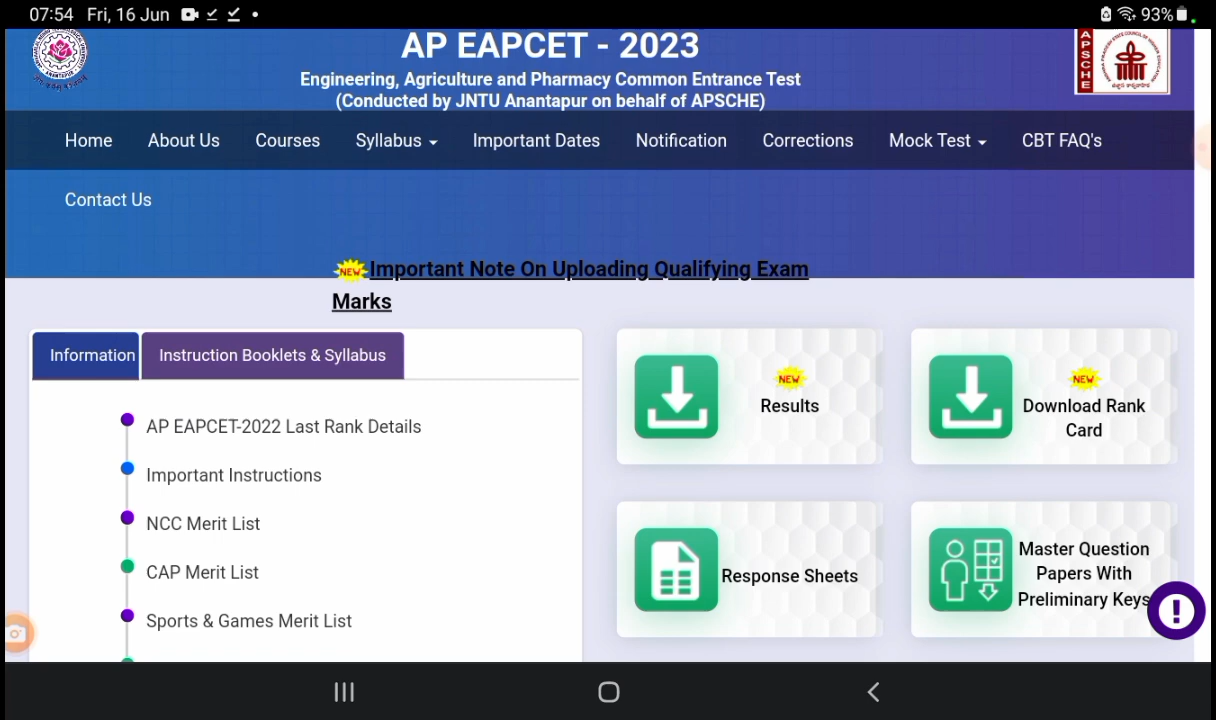 07:54 Fri, 16 Jun
93%
AP EAPCET - 2023
Engineering, Agriculture and Pharmacy Common Entrance Test
(Conducted by JNTU Anantapur on behalf of APSCHE)
ANANTAPUR
APSCHE
Home About Us Courses Syllabus Important Dates Notification Corrections Mock Test CBT FAQ's
Contact Us
NEW Important Note On Uploading Qualifying Exam
Marks
Information Instruction Booklets & Syllabus
AP EAPCET-2022 Last Rank Details
Important Instructions
NCC Merit List
CAP Merit List
Sports & Games Merit List
NEW
Results
NEW
Download Rank
Card
Response Sheets
Master Question
Papers With
Preliminary Keys